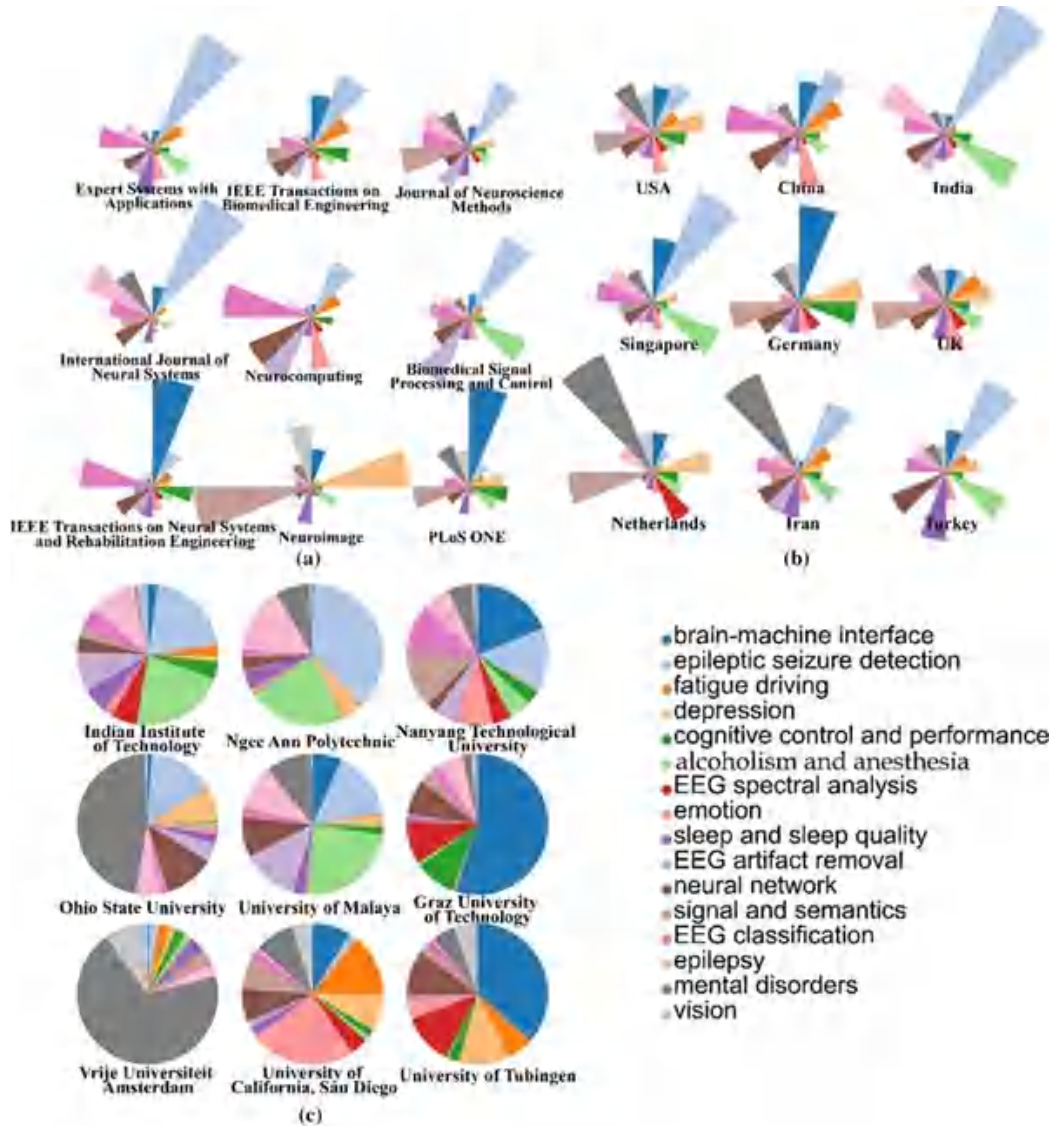 Expert Systems with
Applications
IEEE Transactions on
Biomedical Engineering
Journal of Neuroscience
Methods
USA
China
India
International Journal of
Neural Systems
Neurocomputing
Biomedical Signal
Processing and Control
Singapore
Germany
UK
IEEE Transactions on Neural Systems
and Rehabilitation Engineering
Neuroimage
PLoS ONE
Netherlands
Iran
Turkey
(a)
(b)
Indian Institute
of Technology
Ngee Ann Polytechnic
Nanyang Technological
University
Ohio State University
University of Malaya
Graz University
of Technology
Vrije Universiteit
Amsterdam
University of
California, San Diego
University of Tubingen
(c)
brain-machine interface
epileptic seizure detection
fatigue driving
depression
cognitive control and performance
alcoholism and anesthesia
EEG spectral analysis
emotion
sleep and sleep quality
EEG artifact removal
neural network
signal and semantics
EEG classification
epilepsy
mental disorders
vision